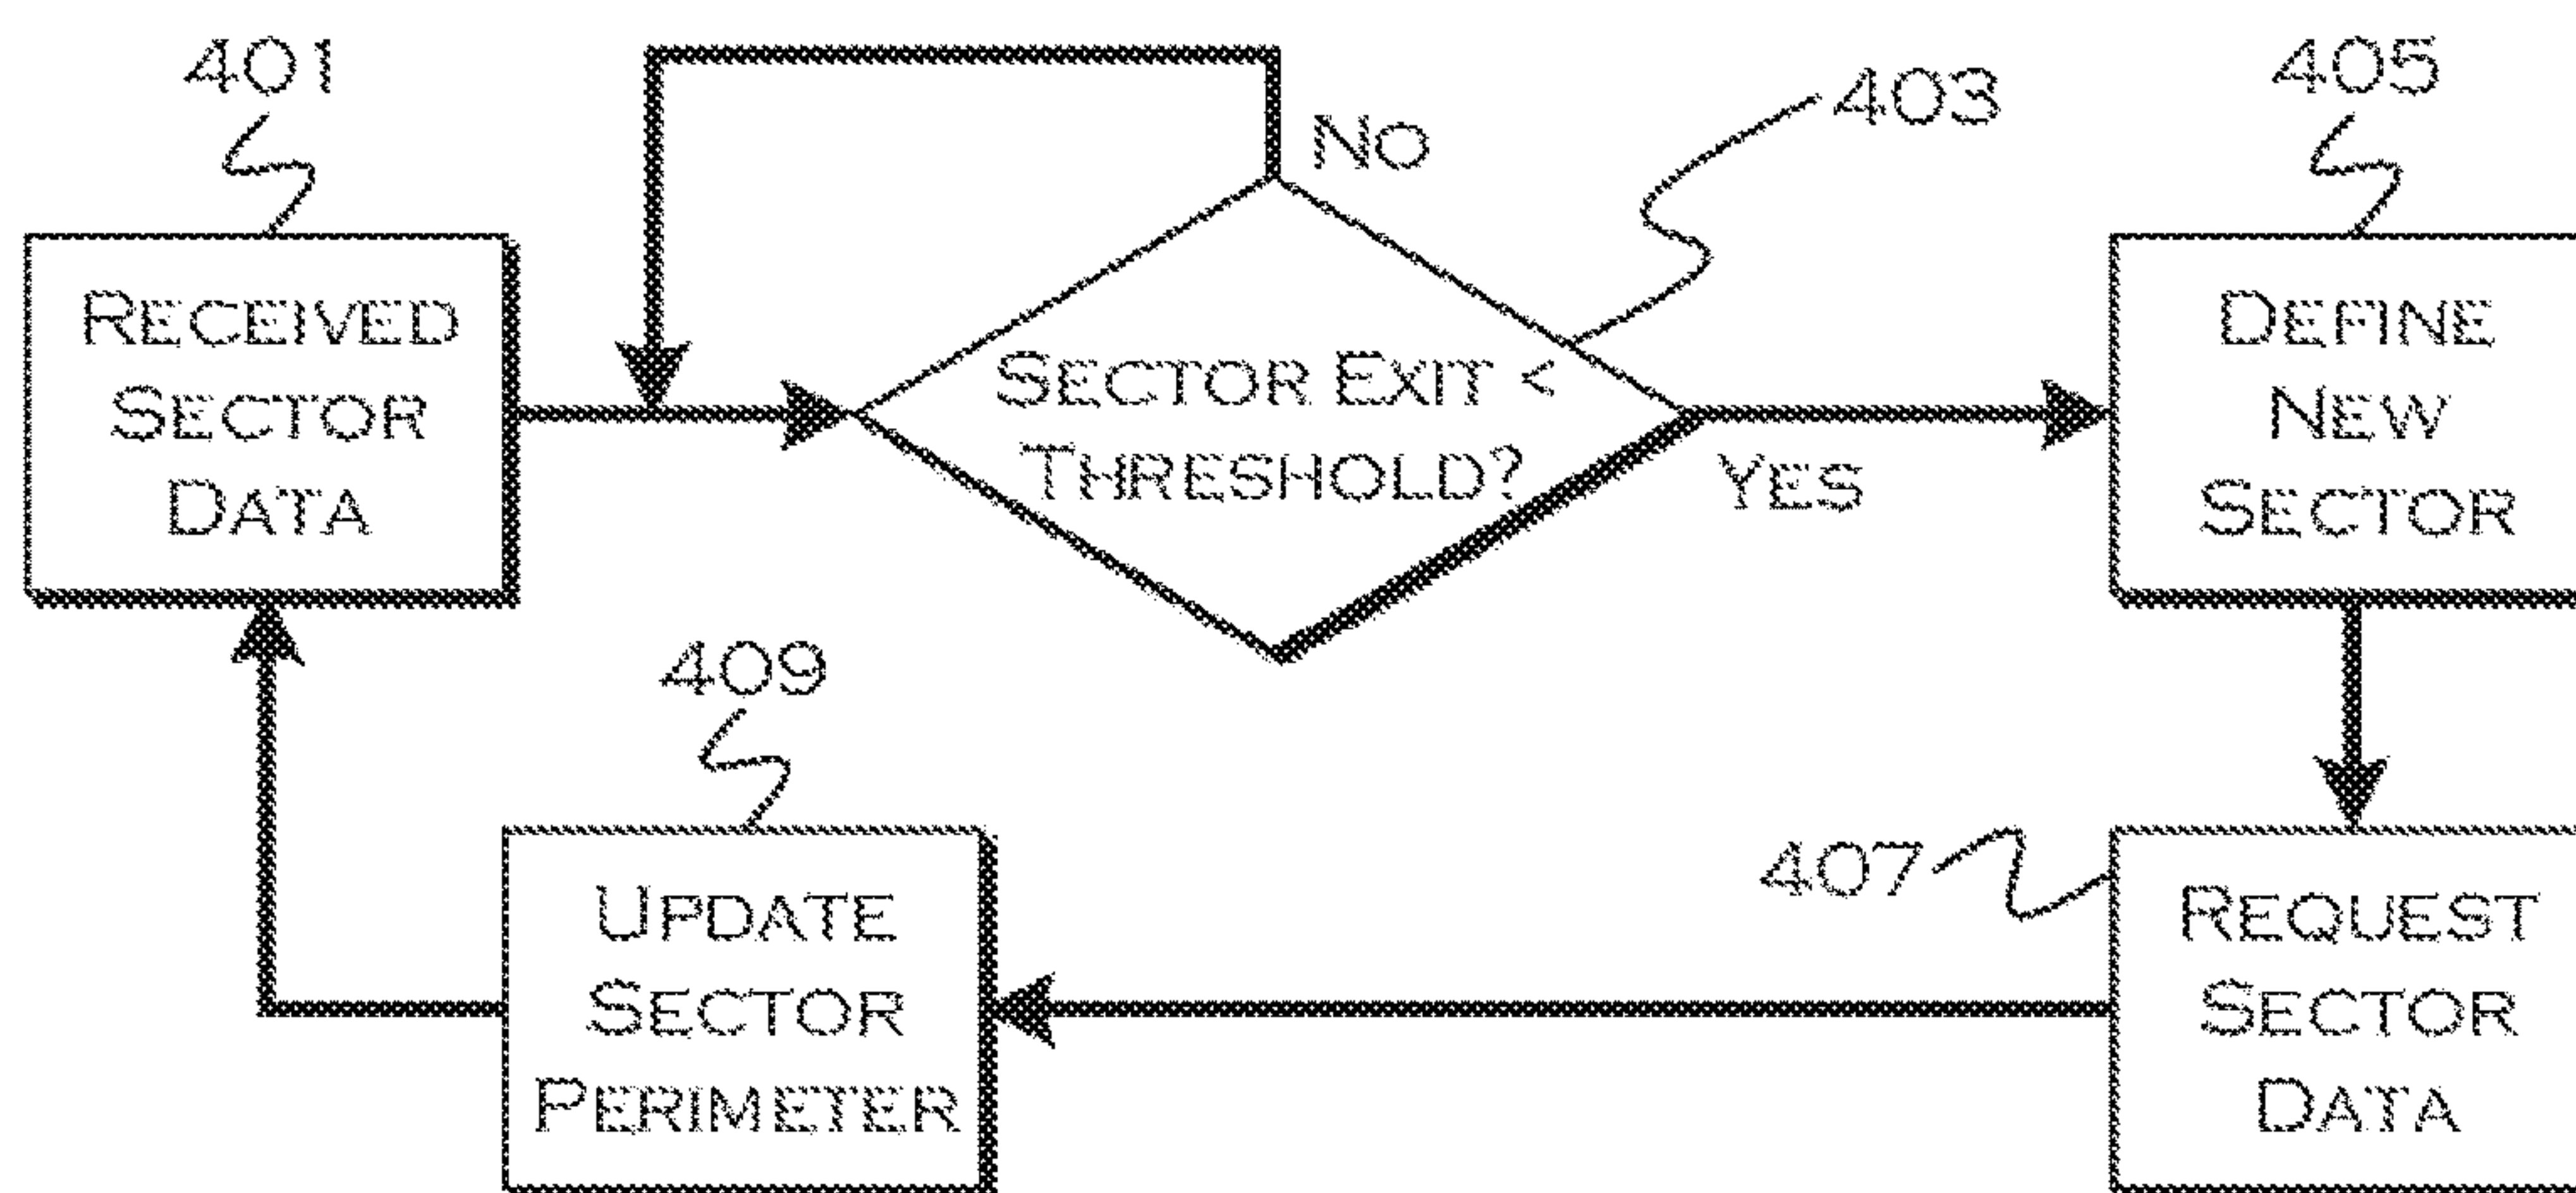 401
RECEIVED
SECTOR
DATA
NO
403
SECTOR EXIT <
THRESHOLD?
YES
405
DEFINE
NEW
SECTOR
407
REQUEST
SECTOR
DATA
409
UPDATE
SECTOR
PERIMETER